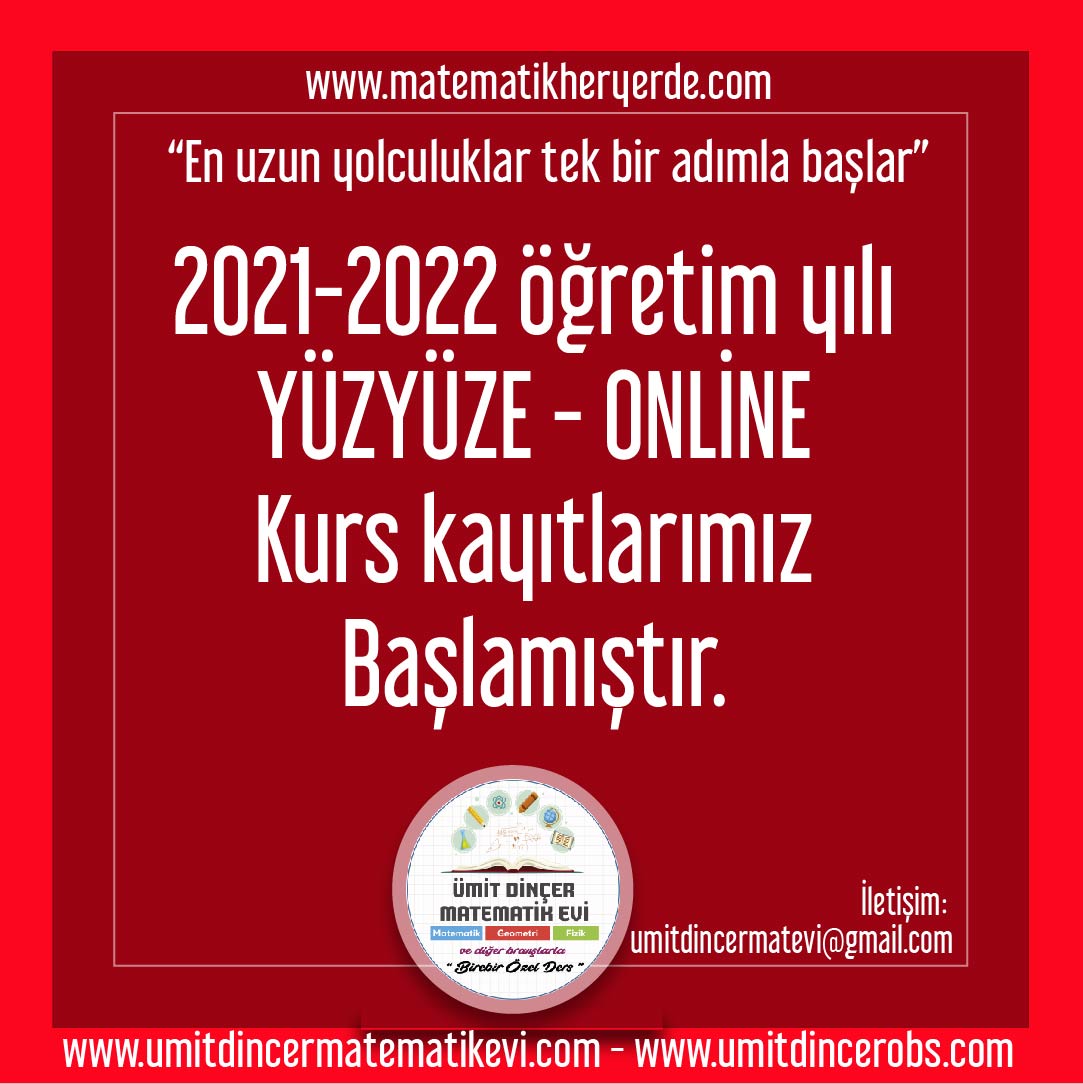 www.matematikheryerde.com
“En uzun yolculuklar tek bir adımla başlar”
2021-2022 öğretim yılı
YÜZYÜZE - ONLİNE
Kurs kayıtlarımız
Başlamıştır.
ÜMİT DİNÇER
MATEMATİK EVİ
Matematik Geometri Fizik
ve diğer branşlarla
“ Birebir Özel Ders ”
İletişim:
umitdincermatevi@gmail.com
www.umitdincermatematikevi.com - www.umitdincerobs.com